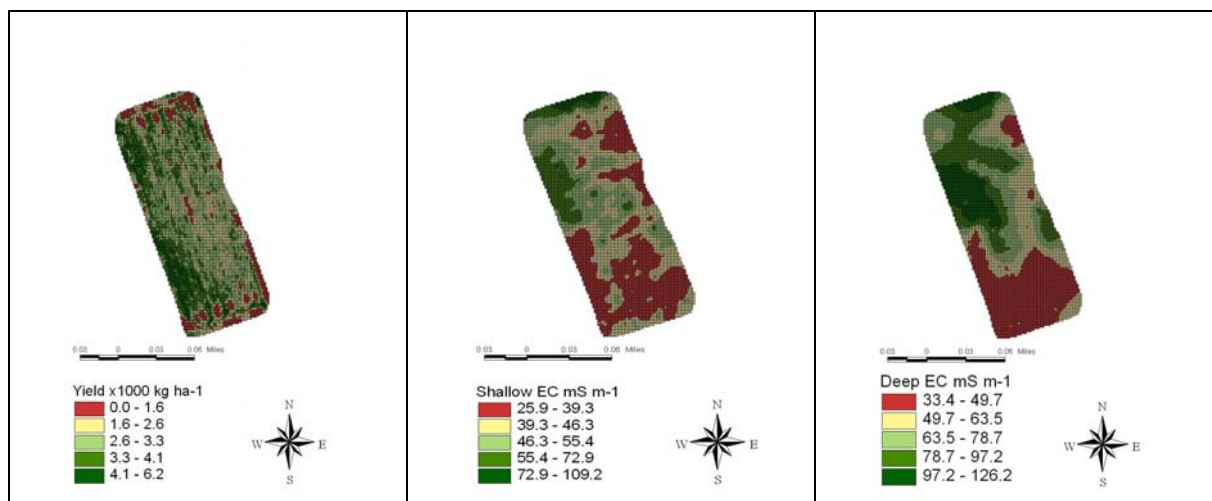 0.03 0 0.03 0.06 Miles
Yield x1000 kg ha-1
0.0 - 1.6
1.6 - 2.6
2.6 - 3.3
3.3 - 4.1
4.1 - 6.2
N
W E
S
0.03 0 0.03 0.06 Miles
Shallow EC mS m-1
25.9 - 39.3
39.3 - 46.3
46.3 - 55.4
55.4 - 72.9
72.9 - 109.2
N
W E
S
0.03 0 0.03 0.06 Miles
Deep EC mS m-1
33.4 - 49.7
49.7 - 63.5
63.5 - 78.7
78.7 - 97.2
97.2 - 126.2
N
W E
S